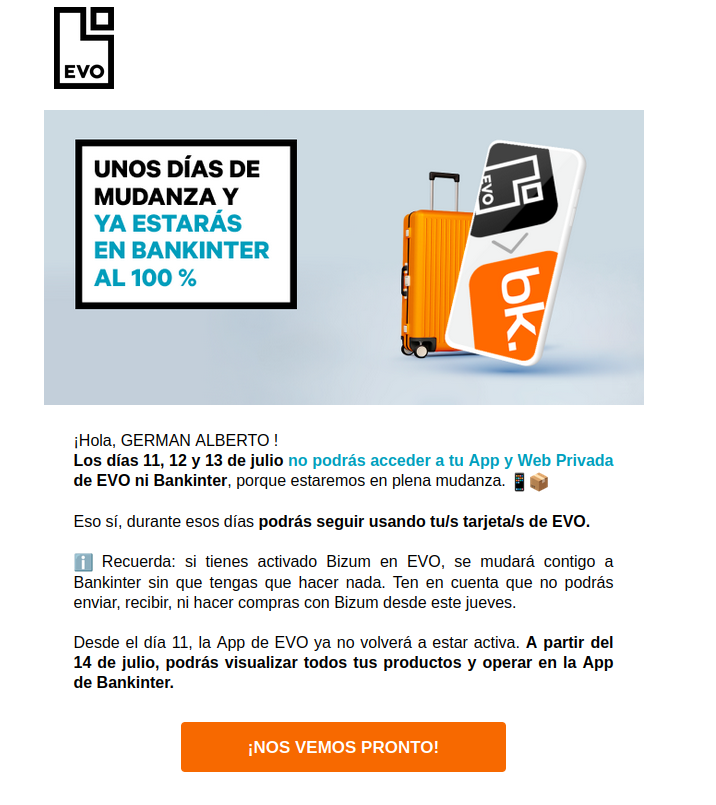 EVO
UNOS DÍAS DE
MUDANZA Y
YA ESTARÁS
EN BANKINTER
AL 100 %
EVO
bk.
¡Hola, GERMAN ALBERTO !
Los días 11, 12 y 13 de julio no podrás acceder a tu App y Web Privada
de EVO ni Bankinter, porque estaremos en plena mudanza. 📱📦
Eso sí, durante esos días podrás seguir usando tu/s tarjeta/s de EVO.
ℹ️ Recuerda: si tienes activado Bizum en EVO, se mudará contigo a
Bankinter sin que tengas que hacer nada. Ten en cuenta que no podrás
enviar, recibir, ni hacer compras con Bizum desde este jueves.
Desde el día 11, la App de EVO ya no volverá a estar activa. A partir del
14 de julio, podrás visualizar todos tus productos y operar en la App
de Bankinter.
¡NOS VEMOS PRONTO!